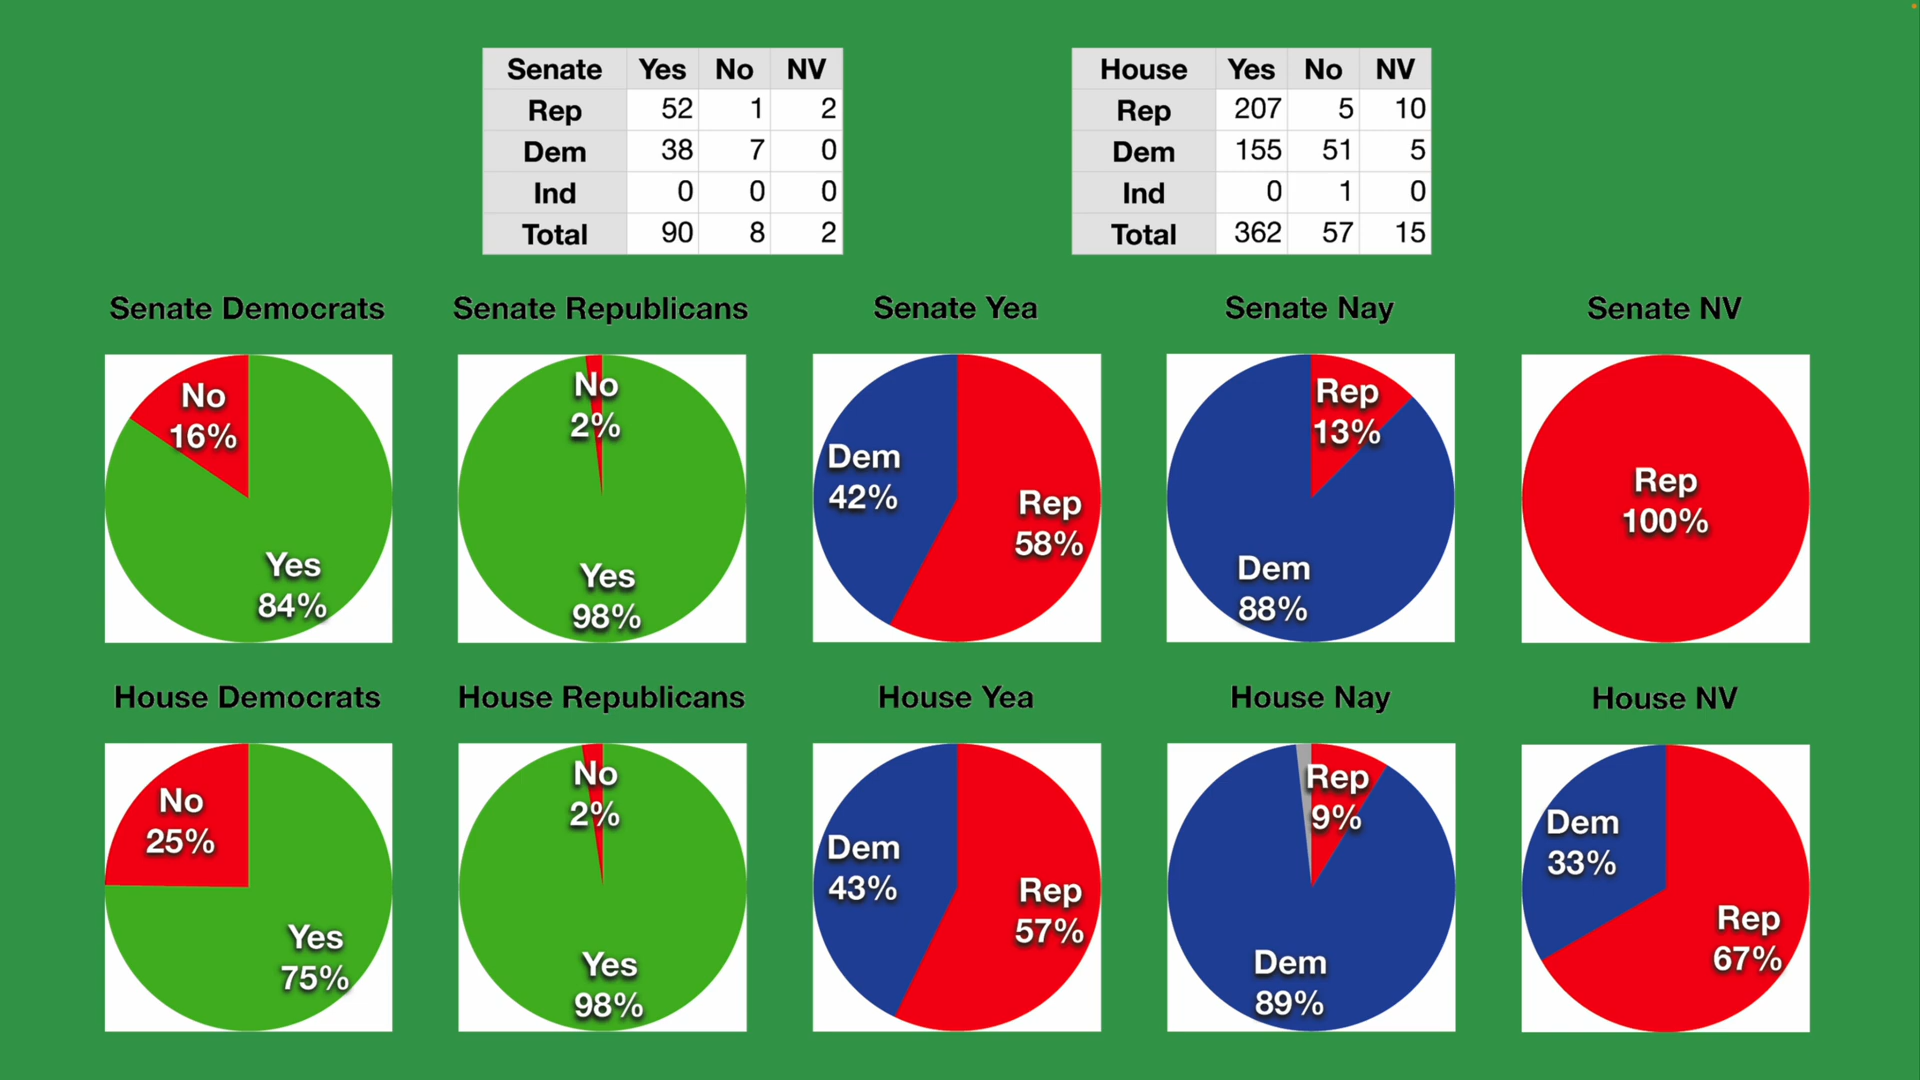 Senate Yes No NV
Rep 52 1 2
Dem 38 7 0
Ind 0 0 0
Total 90 8 2
House Yes No NV
Rep 207 5 10
Dem 155 51 5
Ind 0 1 0
Total 362 57 15
Senate Democrats
No
16%
Yes
84%
Senate Republicans
No
2%
Yes
98%
Senate Yea
Dem
42%
Rep
58%
Senate Nay
Rep
13%
Dem
88%
Senate NV
Rep
100%
House Democrats
No
25%
Yes
75%
House Republicans
No
2%
Yes
98%
House Yea
Dem
43%
Rep
57%
House Nay
Rep
9%
Dem
89%
House NV
Dem
33%
Rep
67%